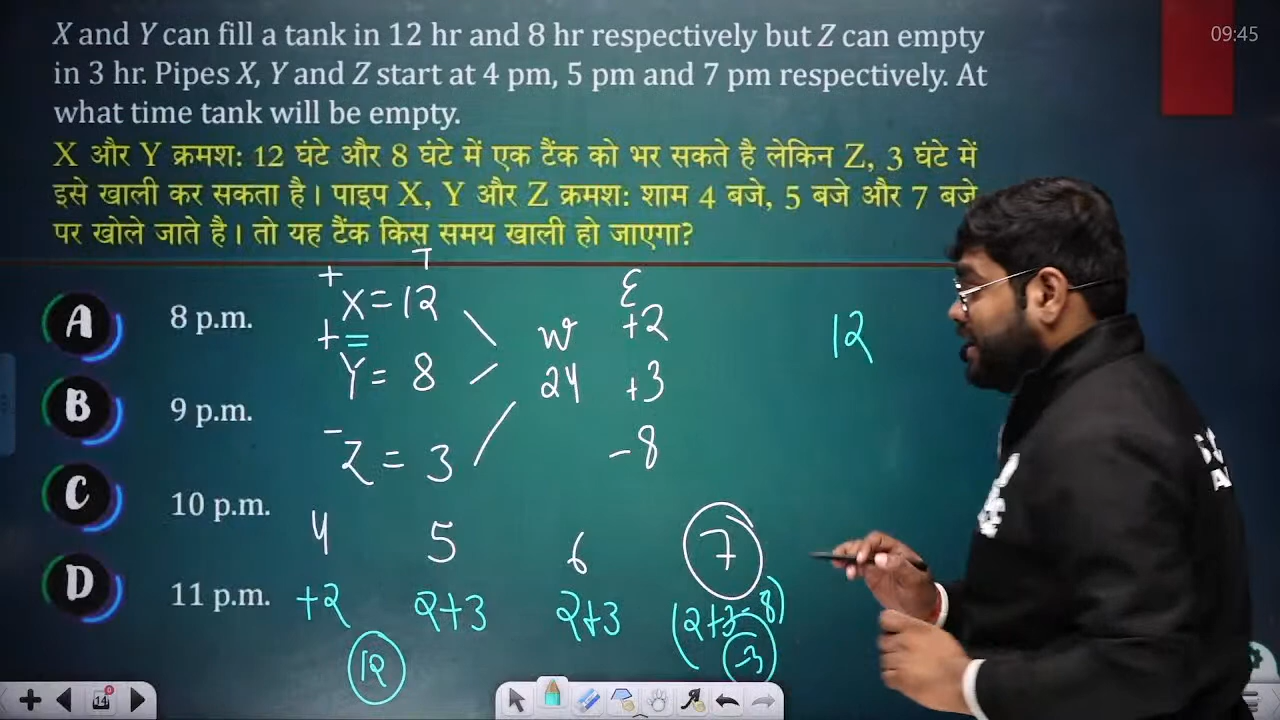 X and Y can fill a tank in 12 hr and 8 hr respectively but Z can empty
in 3 hr. Pipes X, Y and Z start at 4 pm, 5 pm and 7 pm respectively. At
what time tank will be empty.
09:45
X और Y क्रमश: 12 घंटे और 8 घंटे में एक टैंक को भर सकते है लेकिन Z, 3 घंटे में
इसे खाली कर सकता है। पाइप X, Y और Z क्रमश: शाम 4 बजे, 5 बजे और 7 बजे
पर खोले जाते है। तो यह टैंक किस समय खाली हो जाएगा?
A 8 p.m.
B 9 p.m.
C 10 p.m.
D 11 p.m.
T
+ X = 12
+ Y = 8
- Z = 3
W
24
E
+2
+3
-8
12
4 5 6 7
+2 2+3 2+3 (2+3-8)
12 -3
14